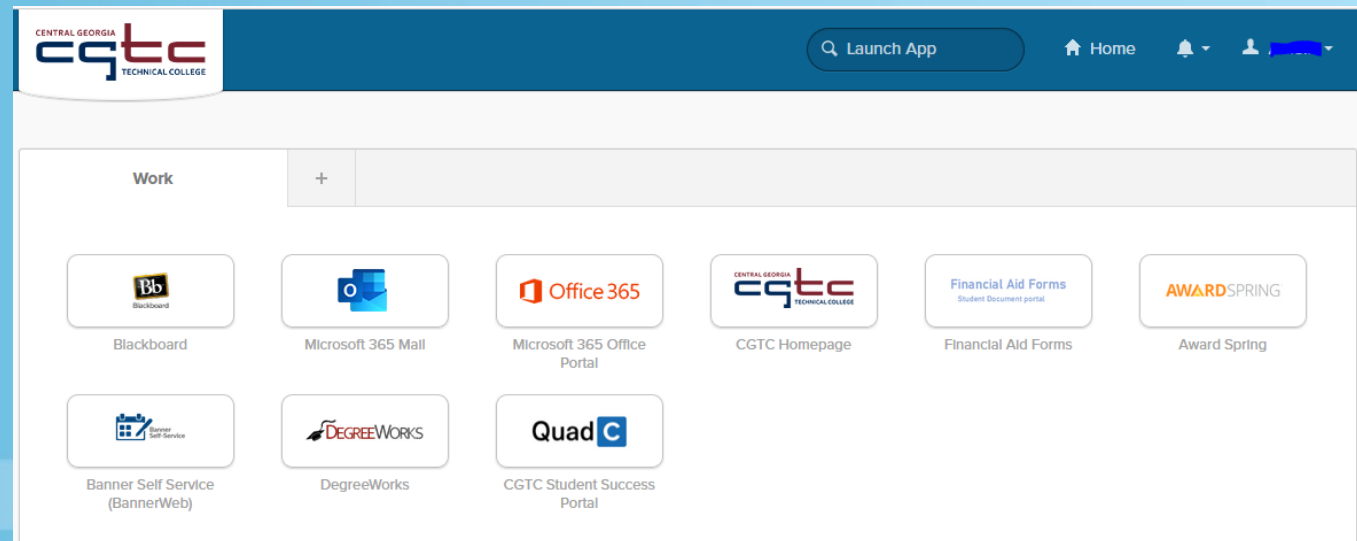 CENTRAL GEORGIA
cgtc
TECHNICAL COLLEGE
Launch App
Home
Work
+
Bb
Blackboard
O
Office 365
CENTRAL GEORGIA
cgtc
TECHNICAL COLLEGE
Financial Aid Forms
Student Document portal
AWARDSPRING
Blackboard
Microsoft 365 Mail
Microsoft 365 Office
Portal
CGTC Homepage
Financial Aid Forms
Award Spring
Banner
Self-Service
DEGREEWORKS
Quad C
Banner Self Service
(BannerWeb)
DegreeWorks
CGTC Student Success
Portal